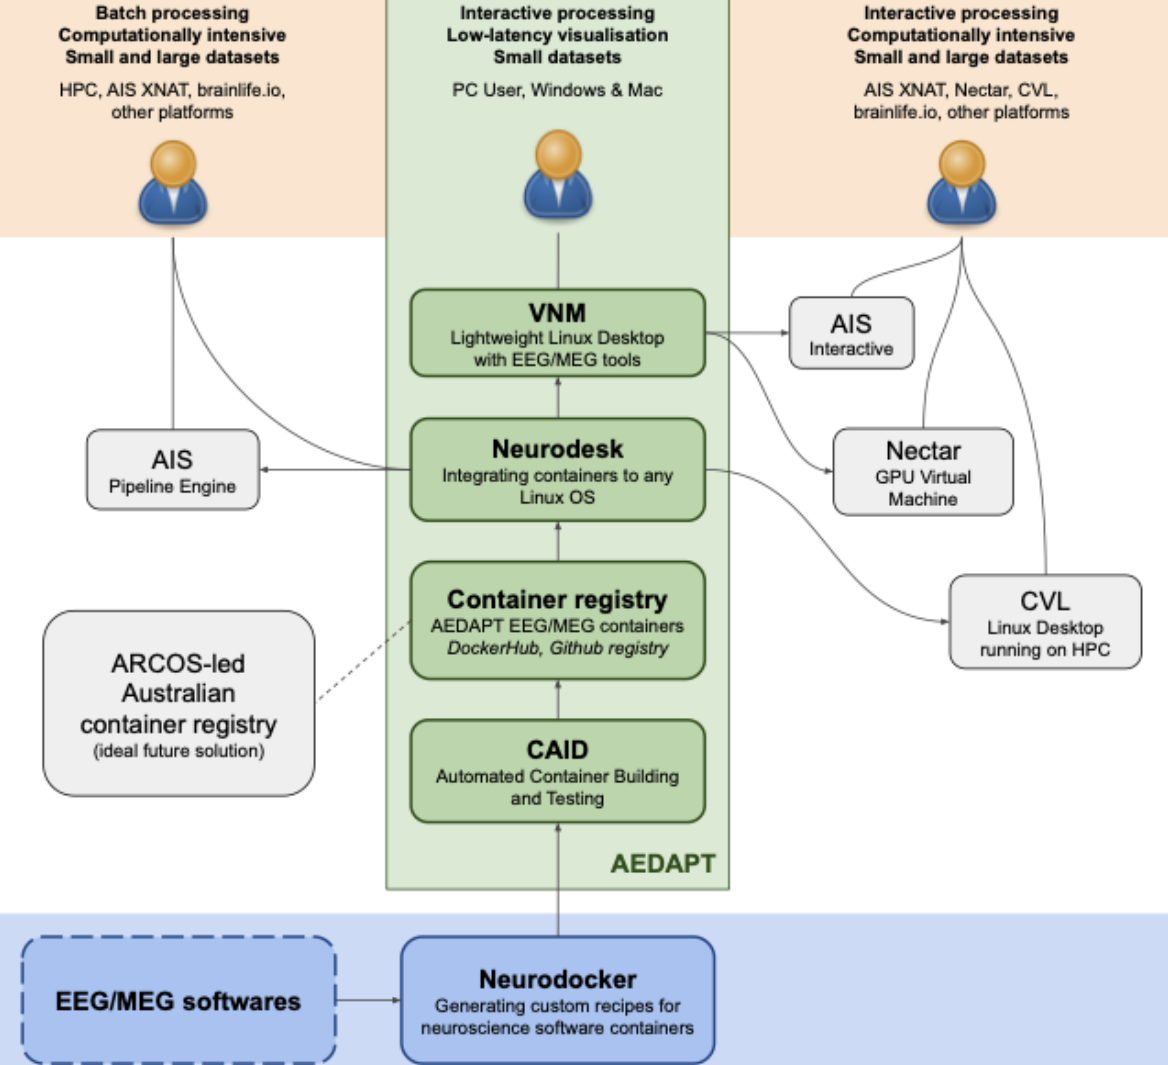 Batch processing
Computationally intensive
Small and large datasets
HPC, AIS XNAT, brainlife.io,
other platforms
Interactive processing
Low-latency visualisation
Small datasets
PC User, Windows & Mac
Interactive processing
Computationally intensive
Small and large datasets
AIS XNAT, Nectar, CVL,
brainlife.io, other platforms
VNM
Lightweight Linux Desktop
with EEG/MEG tools
AIS
Interactive
Neurodesk
Integrating containers to any
Linux OS
AIS
Pipeline Engine
Nectar
GPU Virtual
Machine
Container registry
AEDAPT EEG/MEG containers
DockerHub, Github registry
CVL
Linux Desktop
running on HPC
ARCOS-led
Australian
container registry
(ideal future solution)
CAID
Automated Container Building
and Testing
AEDAPT
EEG/MEG softwares
Neurodocker
Generating custom recipes for
neuroscience software containers